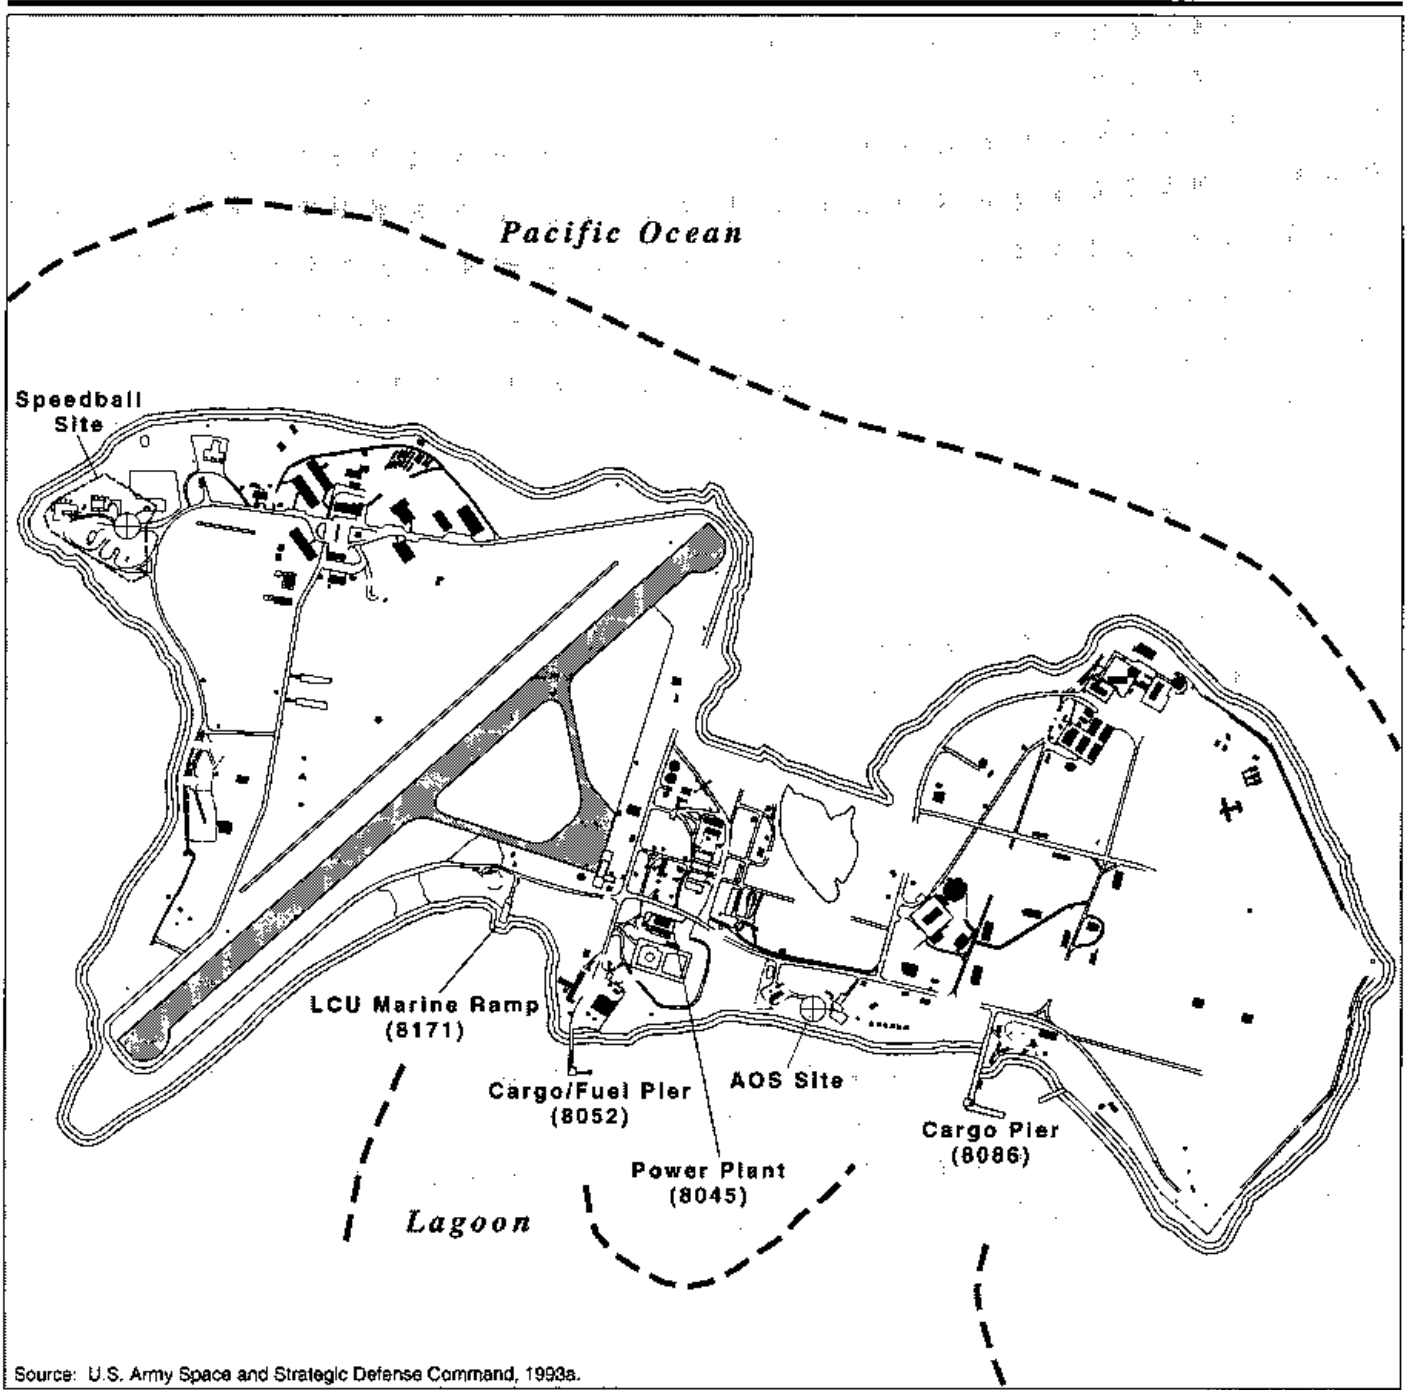 Pacific Ocean
Speedball
Site
LCU Marine Ramp
(8171)
Cargo/Fuel Pier
(8052)
AOS Site
Cargo Pier
(8086)
Power Plant
(8045)
Lagoon
Source: U.S. Army Space and Strategic Defense Command, 1993a.